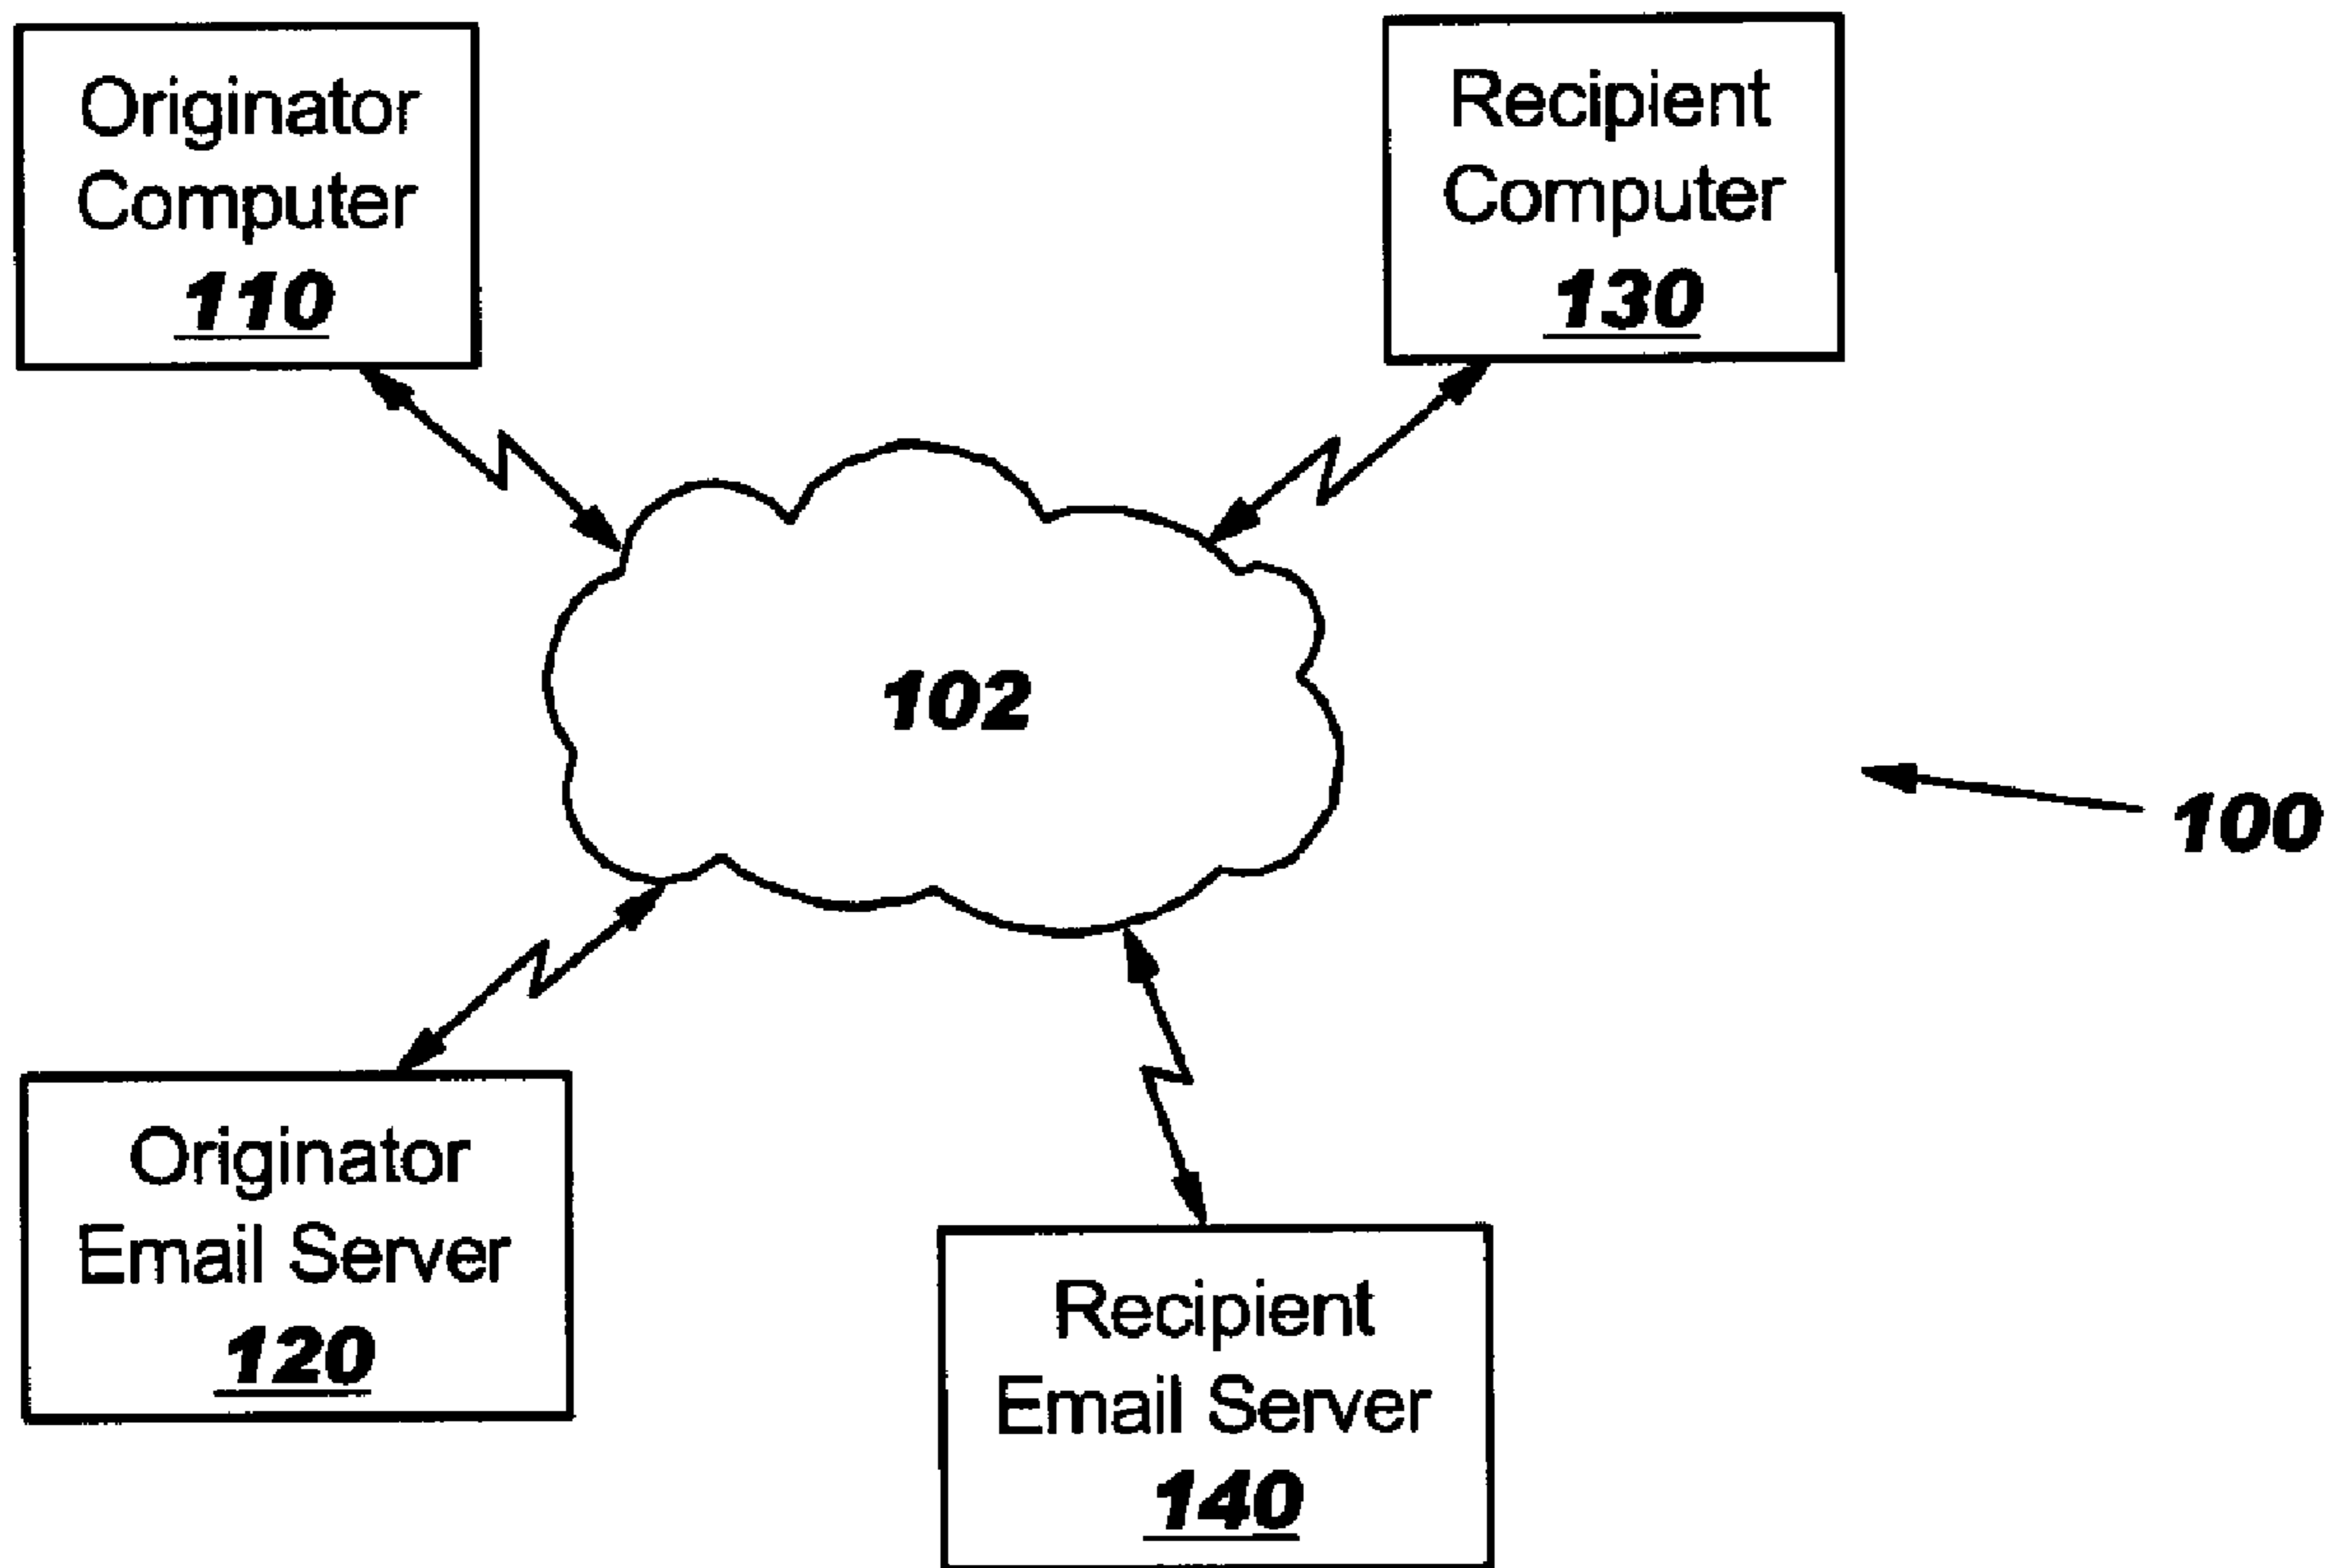 Originator
Computer
110
Recipient
Computer
130
102
100
Originator
Email Server
120
Recipient
Email Server
140